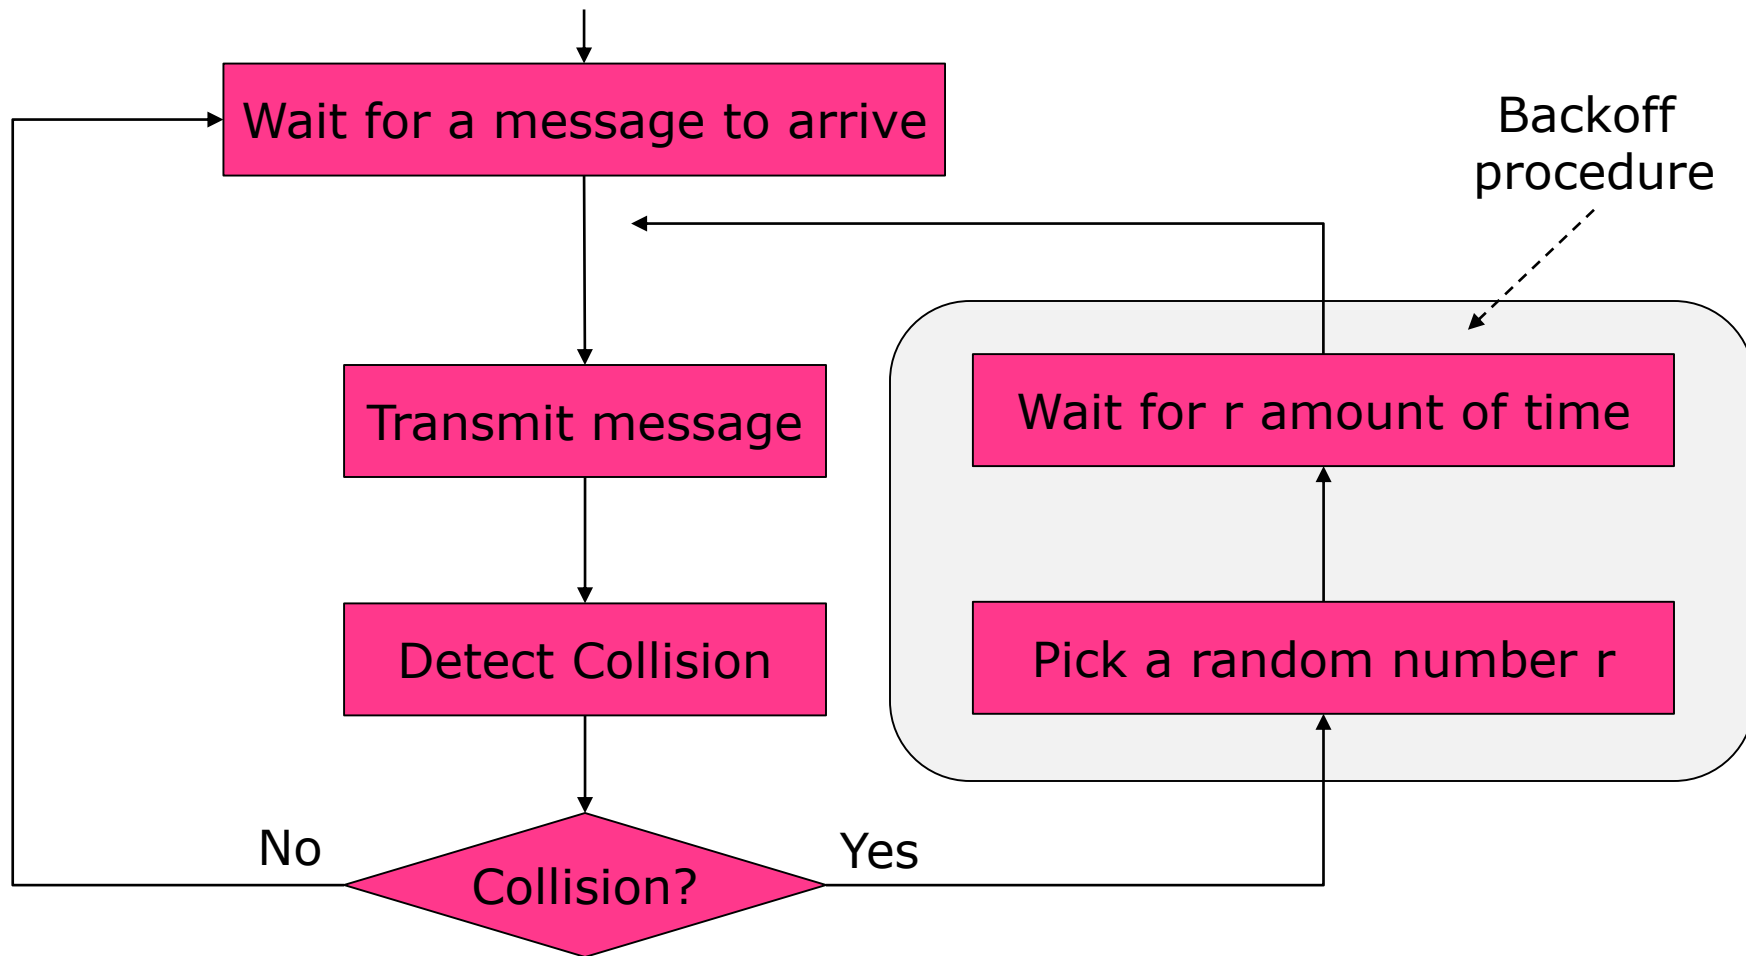 Wait for a message to arrive
Backoff
procedure
Transmit message
Wait for r amount of time
Detect Collision
Pick a random number r
No
Yes
Collision?